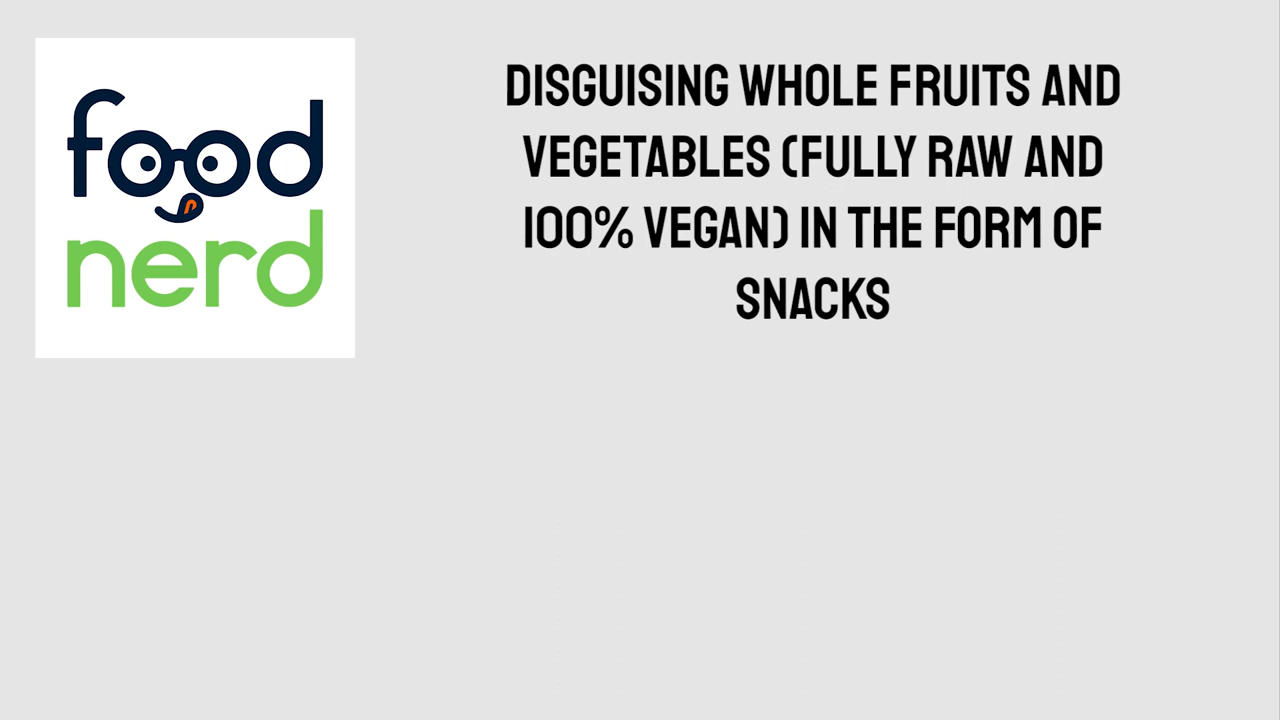 food
nerd
DISGUISING WHOLE FRUITS AND
VEGETABLES (FULLY RAW AND
100% VEGAN) IN THE FORM OF
SNACKS